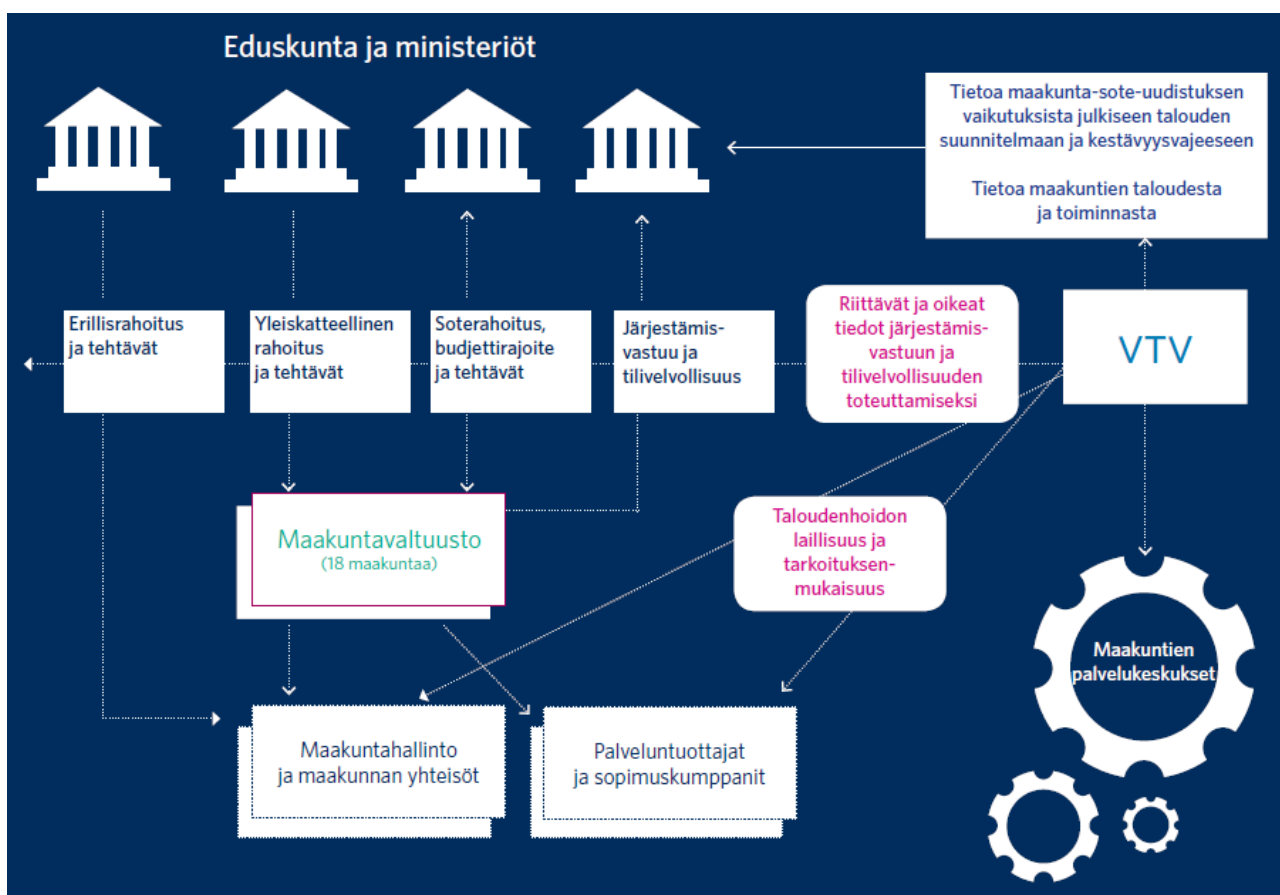 Eduskunta ja ministeriöt
Tietoa maakunta-sote-uudistuksen
vaikutuksista julkiseen talouden
suunnitelmaan ja kestävyysvajeeseen
Tietoa maakuntien taloudesta
ja toiminnasta
Erillisrahoitus
ja tehtävät
Yleiskatteellinen
rahoitus
ja tehtävät
Soterahoitus,
budjettirajoite
ja tehtävät
Järjestämis-
vastuu ja
tilivelvollisuus
Riittävät ja oikeat
tiedot järjestämis-
vastuun ja
tilivelvollisuuden
toteuttamiseksi
VTV
Maakuntavaltuusto
(18 maakuntaa)
Taloudenhoidon
laillisuus ja
tarkoituksen-
mukaisuus
Maakuntien
palvelukeskukset
Maakuntahallinto
ja maakunnan yhteisöt
Palveluntuottajat
ja sopimuskumppanit